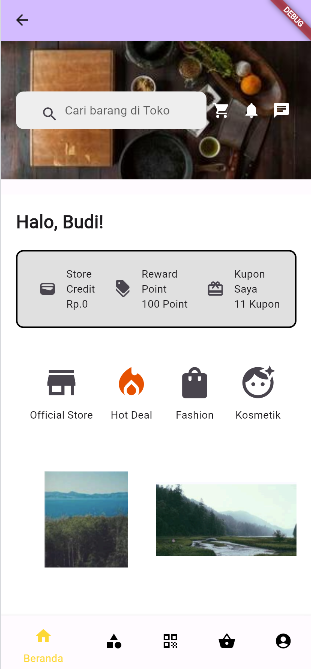 DEBUG
Cari barang di Toko
Halo, Budi!
Store
Credit
Rp.0
Reward
Point
100 Point
Kupon
Saya
11 Kupon
Official Store
Hot Deal
Fashion
Kosmetik
Beranda